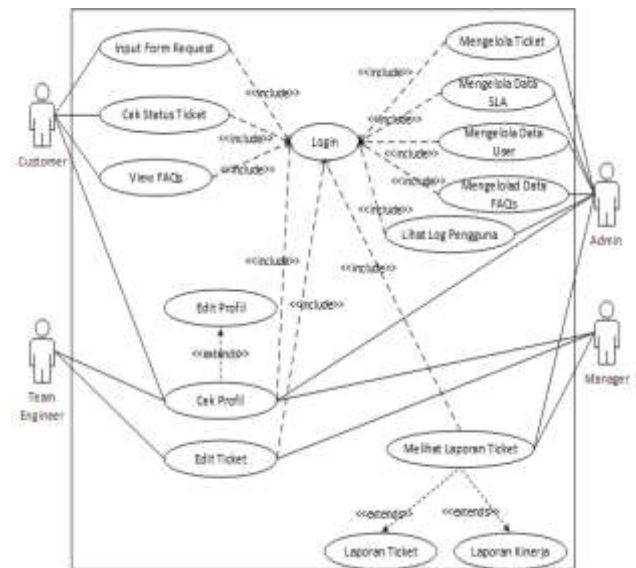 Input Form Request
Mengelola Ticket
<<include>>
<<include>>
Cek Status Ticket
Mengelola Data
SLA
<<include>>
<<include>>
Login
Customer
Mengelola Data
User
<<include>>
View FAQs
<<include>>
<<include>>
Mengelolad Data
FAQs
<<include>>
Lihat Log Pengguna
Admin
<<include>>
<<include>>
<<include>>
Edit Profil
<<extends>>
Team
Engineer
Cek Profil
Manager
Edit Ticket
Melihat Laporan Ticket
<<extends>>
<<extends>>
Laporan Ticket
Laporan Kinerja